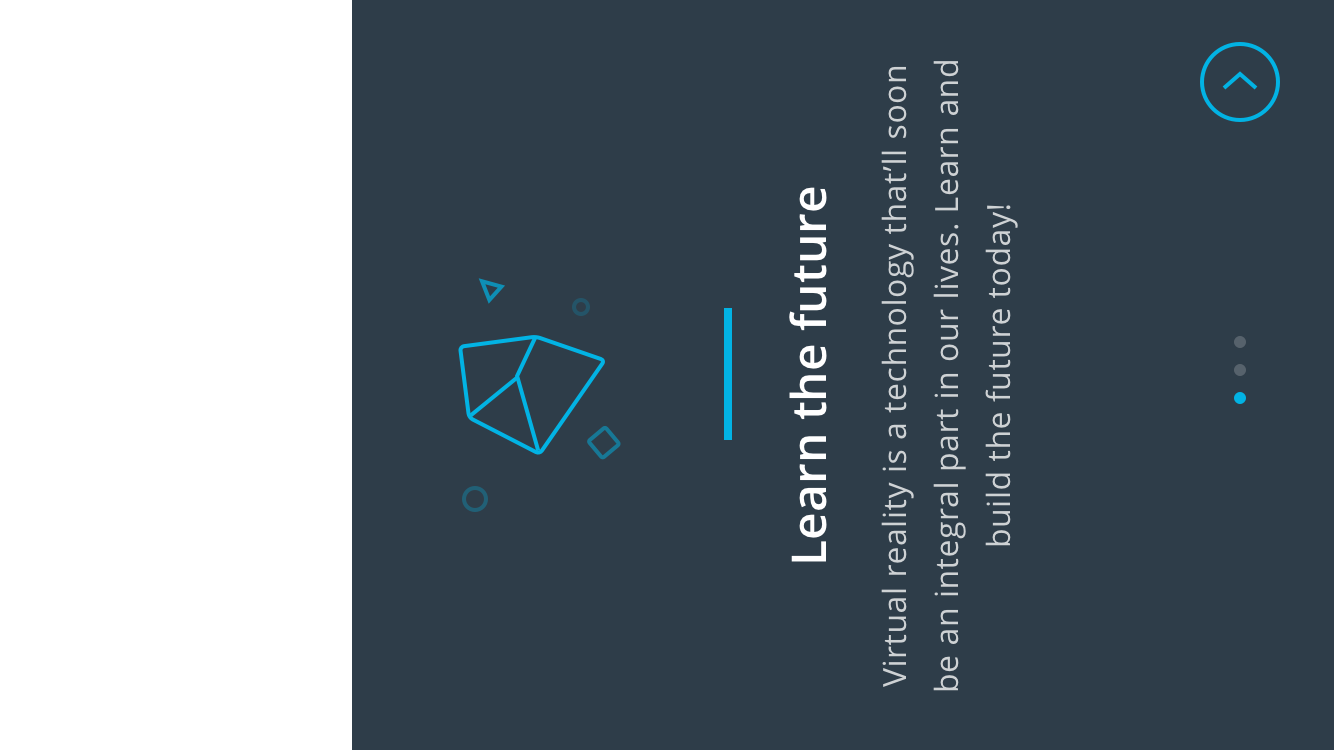 Learn the future
Virtual reality is a technology that'll soon
be an integral part in our lives. Learn and
build the future today!